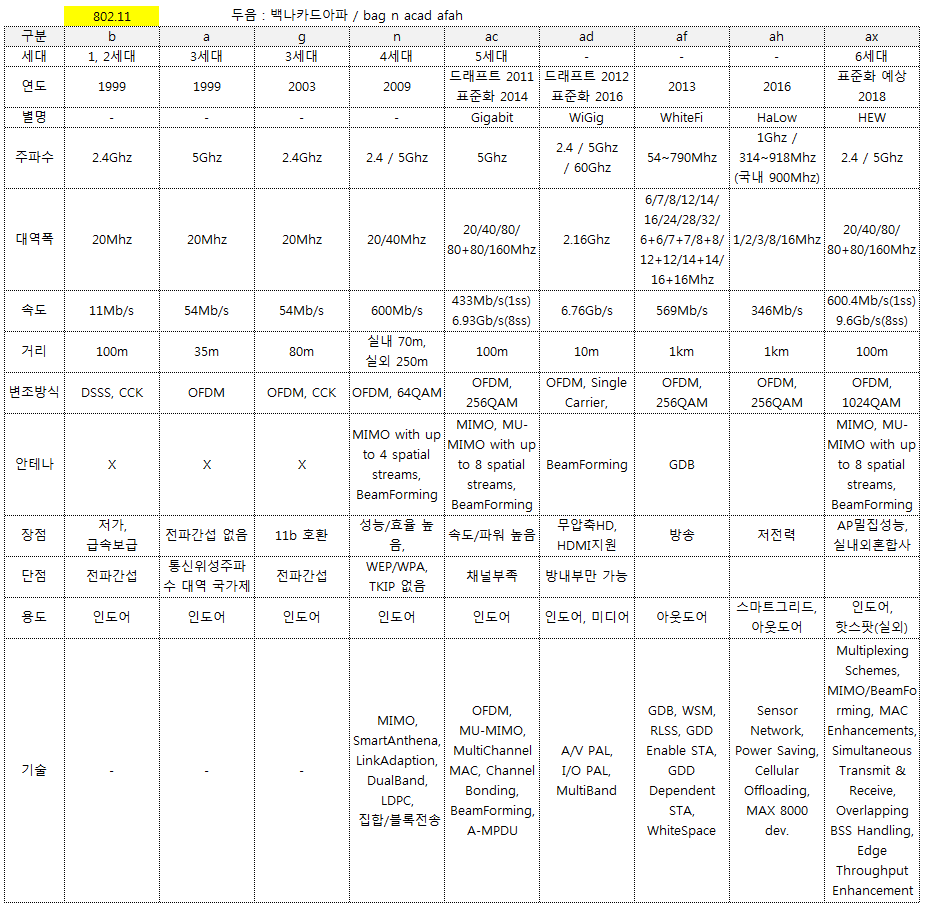 802.11 두음 : 백나카드아파 / bag n acad afah
구분 b a g n ac ad af ah ax
세대 1, 2세대 3세대 3세대 4세대 5세대 - - - 6세대
연도 1999 1999 2003 2009 드래프트 2011 표준화 2014 드래프트 2012 표준화 2016 2013 2016 표준화 예상 2018
별명 - - - - Gigabit WiGig WhiteFi HaLow HEW
주파수 2.4Ghz 5Ghz 2.4Ghz 2.4 / 5Ghz 5Ghz 2.4 / 5Ghz / 60Ghz 54~790Mhz 1Ghz / 314~918Mhz (국내 900Mhz) 2.4 / 5Ghz
대역폭 20Mhz 20Mhz 20Mhz 20/40Mhz 20/40/80/ 80+80/160Mhz 2.16Ghz 6/7/8/12/14/ 16/24/28/32/ 6+6/7+7/8+8/ 12+12/14+14/ 16+16Mhz 1/2/3/8/16Mhz 20/40/80/ 80+80/160Mhz
속도 11Mb/s 54Mb/s 54Mb/s 600Mb/s 433Mb/s(1ss) 6.93Gb/s(8ss) 6.76Gb/s 569Mb/s 346Mb/s 600.4Mb/s(1ss) 9.6Gb/s(8ss)
거리 100m 35m 80m 실내 70m, 실외 250m 100m 10m 1km 1km 100m
변조방식 DSSS, CCK OFDM OFDM, CCK OFDM, 64QAM OFDM, 256QAM OFDM, Single Carrier, OFDM, 256QAM OFDM, 256QAM OFDM, 1024QAM
안테나 X X X MIMO with up to 4 spatial streams, BeamForming MIMO, MU-MIMO with up to 8 spatial streams, BeamForming BeamForming GDB MIMO, MU-MIMO with up to 8 spatial streams, BeamForming
장점 저가, 급속보급 전파간섭 없음 11b 호환 성능/효율 높음, 속도/파워 높음 무압축HD, HDMI지원 방송 저전력 AP밀집성능, 실내외혼합사
단점 전파간섭 통신위성주파수 대역 국가제 전파간섭 WEP/WPA, TKIP 없음 채널부족 방내부만 가능
용도 인도어 인도어 인도어 인도어 인도어 인도어, 미디어 아웃도어 스마트그리드, 아웃도어 인도어, 핫스팟(실외)
기술 - - - MIMO, SmartAnthena, LinkAdaption, DualBand, LDPC, 집합/블록전송 OFDM, MU-MIMO, MultiChannel MAC, Channel Bonding, BeamForming, A-MPDU A/V PAL, I/O PAL, MultiBand GDB, WSM, RLSS, GDD Enable STA, GDD Dependent STA, WhiteSpace Sensor Network, Power Saving, Cellular Offloading, MAX 8000 dev. Multiplexing Schemes, MIMO/BeamForming, MAC Enhancements, Simultaneous Transmit & Receive, Overlapping BSS Handling, Edge Throughput Enhancement